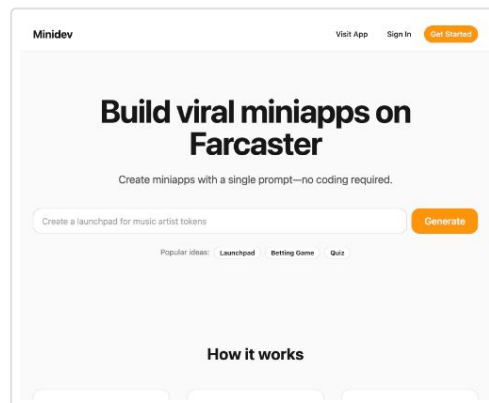 Minidev
Visit App Sign In Get Started
Build viral miniapps on
Farcaster
Create miniapps with a single prompt—no coding required.
Create a launchpad for music artist tokens Generate
Popular ideas: Launchpad Betting Game Quiz
How it works